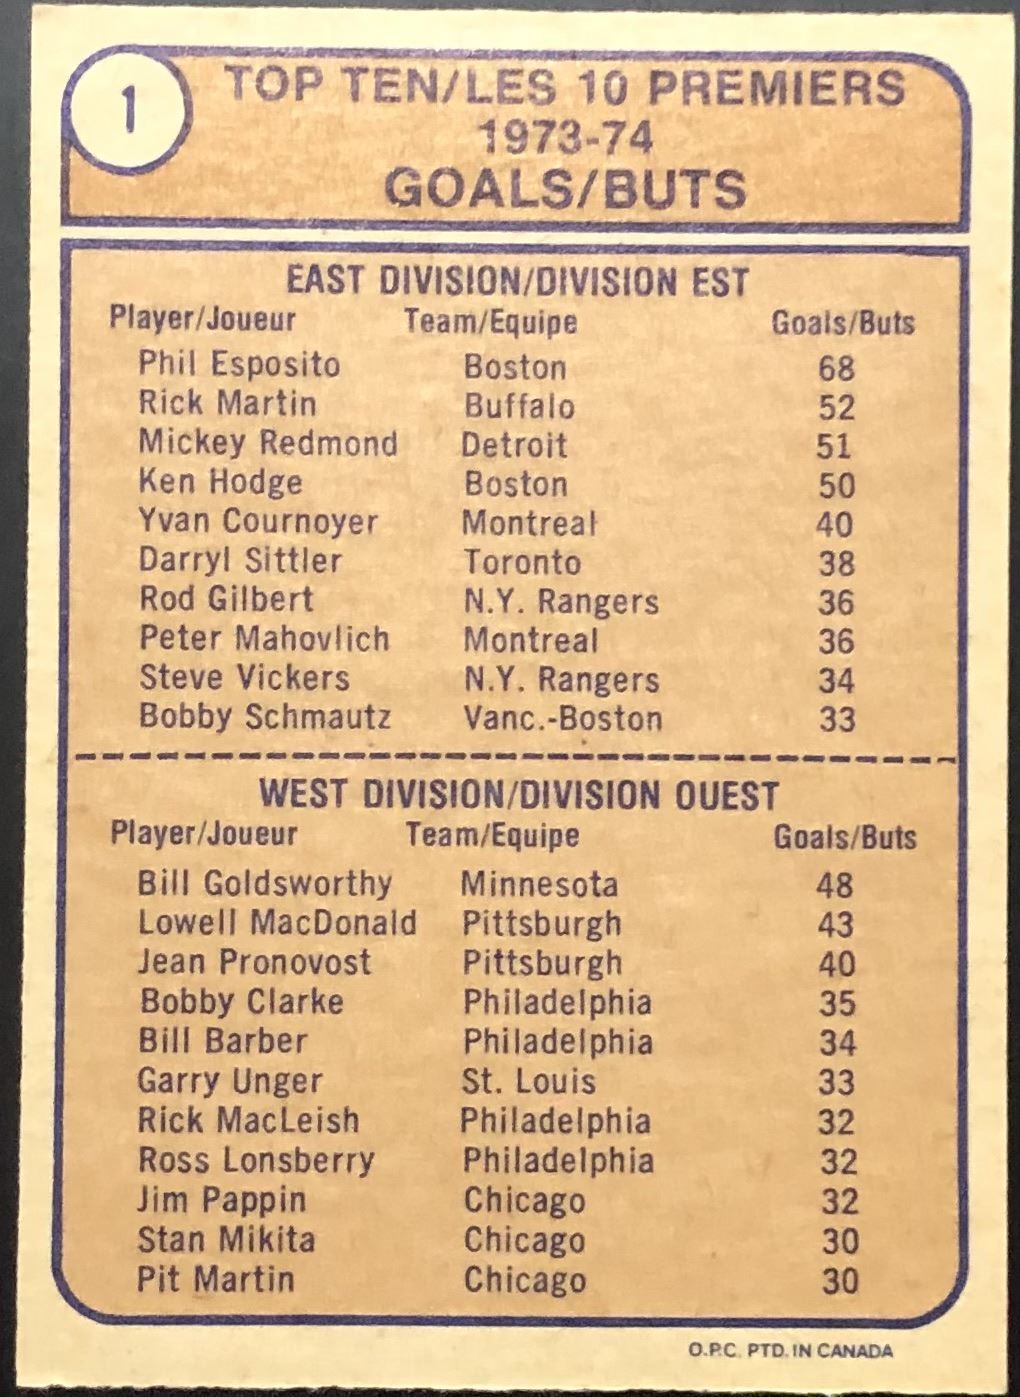 1
TOP TEN/LES 10 PREMIERS
1973-74
GOALS/BUTS
EAST DIVISION/DIVISION EST
Player/Joueur Team/Equipe Goals/Buts
Phil Esposito Boston 68
Rick Martin Buffalo 52
Mickey Redmond Detroit 51
Ken Hodge Boston 50
Yvan Cournoyer Montreal 40
Darryl Sittler Toronto 38
Rod Gilbert N.Y. Rangers 36
Peter Mahovlich Montreal 36
Steve Vickers N.Y. Rangers 34
Bobby Schmautz Vanc.-Boston 33
WEST DIVISION/DIVISION OUEST
Player/Joueur Team/Equipe Goals/Buts
Bill Goldsworthy Minnesota 48
Lowell MacDonald Pittsburgh 43
Jean Pronovost Pittsburgh 40
Bobby Clarke Philadelphia 35
Bill Barber Philadelphia 34
Garry Unger St. Louis 33
Rick MacLeish Philadelphia 32
Ross Lonsberry Philadelphia 32
Jim Pappin Chicago 32
Stan Mikita Chicago 30
Pit Martin Chicago 30
O.P.C. PTD. IN CANADA